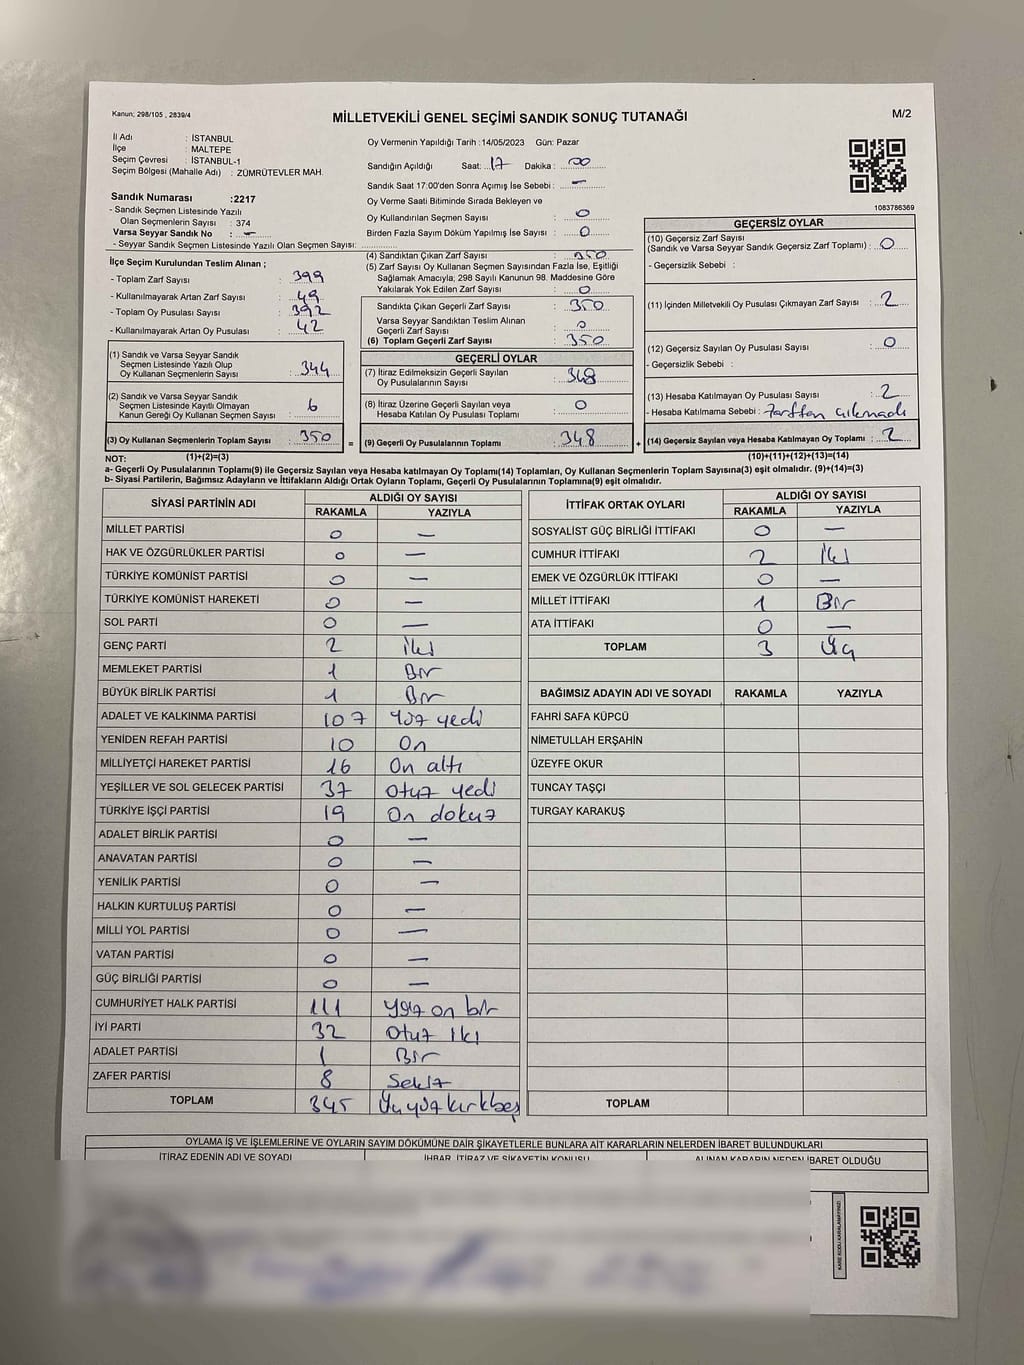 Kanun: 298/105 , 2839/4
MİLLETVEKİLİ GENEL SEÇİMİ SANDIK SONUÇ TUTANAĞI
M/2
İl Adı : İSTANBUL
İlçe : MALTEPE
Seçim Çevresi : İSTANBUL-1
Seçim Bölgesi (Mahalle Adı) : ZÜMRÜTEVLER MAH.
Sandık Numarası :2217
- Sandık Seçmen Listesinde Yazılı
Olan Seçmenlerin Sayısı : 374
Varsa Seyyar Sandık No : –
- Seyyar Sandık Seçmen Listesinde Yazılı Olan Seçmen Sayısı:
Oy Vermenin Yapıldığı Tarih :14/05/2023 Gün: Pazar
Sandığın Açıldığı Saat: 17 Dakika : 00
Sandık Saat 17:00'den Sonra Açımış İse Sebebi : –
Oy Verme Saati Bitiminde Sırada Bekleyen ve
Oy Kullandırılan Seçmen Sayısı : 0
Birden Fazla Sayım Döküm Yapılmış İse Sayısı : 0
1083786369
İlçe Seçim Kurulundan Teslim Alınan ;
- Toplam Zarf Sayısı : 399
- Kullanılmayarak Artan Zarf Sayısı : 49
- Toplam Oy Pusulası Sayısı : 392
- Kullanılmayarak Artan Oy Pusulası : 42
(1) Sandık ve Varsa Seyyar Sandık
Seçmen Listesinde Yazılı Olup
Oy Kullanan Seçmenlerin Sayısı : 344
(2) Sandık ve Varsa Seyyar Sandık
Seçmen Listesinde Kayıtlı Olmayan
Kanun Gereği Oy Kullanan Seçmen Sayısı : 6
(3) Oy Kullanan Seçmenlerin Toplam Sayısı : 350 =
(4) Sandıktan Çıkan Zarf Sayısı : 350
(5) Zarf Sayısı Oy Kullanan Seçmen Sayısından Fazla İse, Eşitliği
Sağlamak Amacıyla; 298 Sayılı Kanunun 98. Maddesine Göre
Yakılarak Yok Edilen Zarf Sayısı : 0
Sandıkta Çıkan Geçerli Zarf Sayısı : 350
Varsa Seyyar Sandıktan Teslim Alınan
Geçerli Zarf Sayısı : 0
(6) Toplam Geçerli Zarf Sayısı : 350
GEÇERLİ OYLAR
(7) İtiraz Edilmeksizin Geçerli Sayılan
Oy Pusulalarının Sayısı : 348
(8) İtiraz Üzerine Geçerli Sayılan veya
Hesaba Katılan Oy Pusulası Toplamı : 0
(9) Geçerli Oy Pusulalarının Toplamı : 348 +
GEÇERSİZ OYLAR
(10) Geçersiz Zarf Sayısı
(Sandık ve Varsa Seyyar Sandık Geçersiz Zarf Toplamı) : 0
- Geçersizlik Sebebi :
(11) İçinden Milletvekili Oy Pusulası Çıkmayan Zarf Sayısı : 2
(12) Geçersiz Sayılan Oy Pusulası Sayısı : 0
- Geçersizlik Sebebi :
(13) Hesaba Katılmayan Oy Pusulası Sayısı : 2
- Hesaba Katılmama Sebebi : Zarftan çıkmadı
(14) Geçersiz Sayılan veya Hesaba Katılmayan Oy Toplamı : 2
NOT: (1)+(2)=(3) (10)+(11)+(12)+(13)=(14)
a- Geçerli Oy Pusulalarının Toplamı(9) ile Geçersiz Sayılan veya Hesaba katılmayan Oy Toplamı(14) Toplamları, Oy Kullanan Seçmenlerin Toplam Sayısına(3) eşit olmalıdır. (9)+(14)=(3)
b- Siyasi Partilerin, Bağımsız Adayların ve İttifakların Aldığı Ortak Oyların Toplamı, Geçerli Oy Pusulalarının Toplamına(9) eşit olmalıdır.
SİYASİ PARTİNİN ADI ALDIĞI OY SAYISI
RAKAMLA YAZIYLA
MİLLET PARTİSİ 0 –
HAK VE ÖZGÜRLÜKLER PARTİSİ 0 –
TÜRKİYE KOMÜNİST PARTİSİ 0 –
TÜRKİYE KOMÜNİST HAREKETİ 0 –
SOL PARTİ 0 –
GENÇ PARTİ 2 İki
MEMLEKET PARTİSİ 1 Bir
BÜYÜK BİRLİK PARTİSİ 1 Bir
ADALET VE KALKINMA PARTİSİ 107 Yüz yedi
YENİDEN REFAH PARTİSİ 10 On
MİLLİYETÇİ HAREKET PARTİSİ 16 On altı
YEŞİLLER VE SOL GELECEK PARTİSİ 37 Otuz yedi
TÜRKİYE İŞÇİ PARTİSİ 19 On dokuz
ADALET BİRLİK PARTİSİ 0 –
ANAVATAN PARTİSİ 0 –
YENİLİK PARTİSİ 0 –
HALKIN KURTULUŞ PARTİSİ 0 –
MİLLİ YOL PARTİSİ 0 –
VATAN PARTİSİ 0 –
GÜÇ BİRLİĞİ PARTİSİ 0 –
CUMHURİYET HALK PARTİSİ 111 Yüz on bir
İYİ PARTİ 32 Otuz iki
ADALET PARTİSİ 1 Bir
ZAFER PARTİSİ 8 Sekiz
TOPLAM 345 Üçyüz kırkbeş
İTTİFAK ORTAK OYLARI ALDIĞI OY SAYISI
RAKAMLA YAZIYLA
SOSYALİST GÜÇ BİRLİĞİ İTTİFAKI 0 –
CUMHUR İTTİFAKI 2 İki
EMEK VE ÖZGÜRLÜK İTTİFAKI 0 –
MİLLET İTTİFAKI 1 Bir
ATA İTTİFAKI 0 –
TOPLAM 3 Üç
BAĞIMSIZ ADAYIN ADI VE SOYADI RAKAMLA YAZIYLA
FAHRİ SAFA KÜPCÜ
NİMETULLAH ERŞAHİN
ÜZEYFE OKUR
TUNCAY TAŞÇI
TURGAY KARAKUŞ
TOPLAM
OYLAMA İŞ VE İŞLEMLERİNE VE OYLARIN SAYIM DÖKÜMÜNE DAİR ŞİKAYETLERLE BUNLARA AİT KARARLARIN NELERDEN İBARET BULUNDUKLARI
İTİRAZ EDENİN ADI VE SOYADI İHBAR, İTİRAZ VE ŞİKAYETİN KONUSU ALINAN KARARIN NEDEN İBARET OLDUĞU